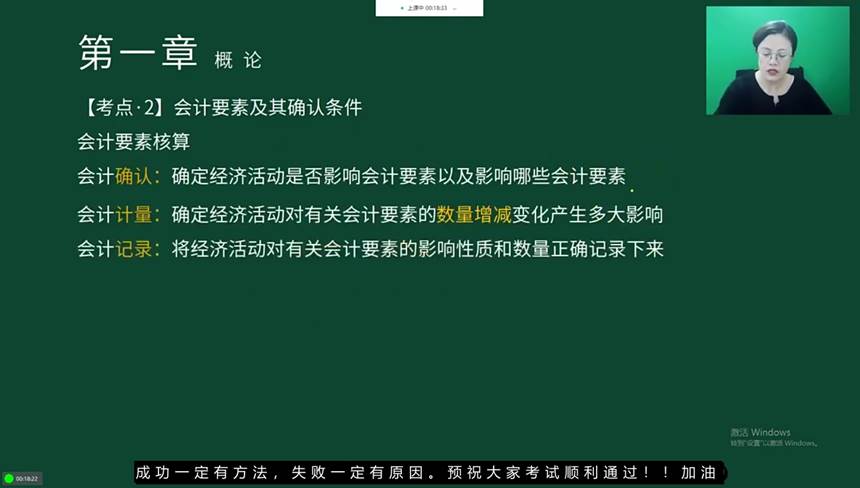 上课中 00:18:23
第一章 概 论
【考点·2】会计要素及其确认条件
会计要素核算
会计确认：确定经济活动是否影响会计要素以及影响哪些会计要素
会计计量：确定经济活动对有关会计要素的数量增减变化产生多大影响
会计记录：将经济活动对有关会计要素的影响性质和数量正确记录下来
激活 Windows
转到“设置”以激活 Windows。
成功一定有方法，失败一定有原因。预祝大家考试顺利通过！！加油
00:18:22